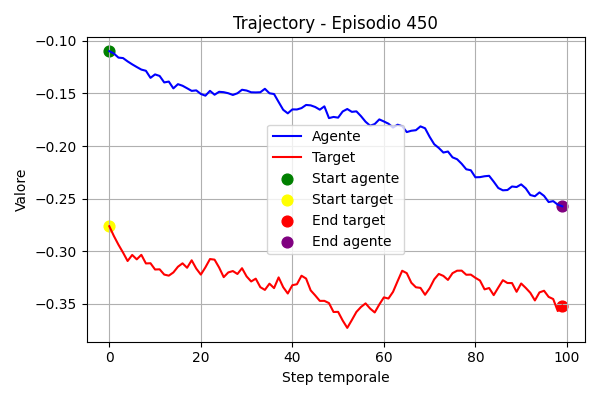 Trajectory - Episodio 450
Valore
−0.10
−0.15
−0.20
−0.25
−0.30
−0.35
Agente
Target
Start agente
Start target
End target
End agente
0
20
40
60
80
100
Step temporale